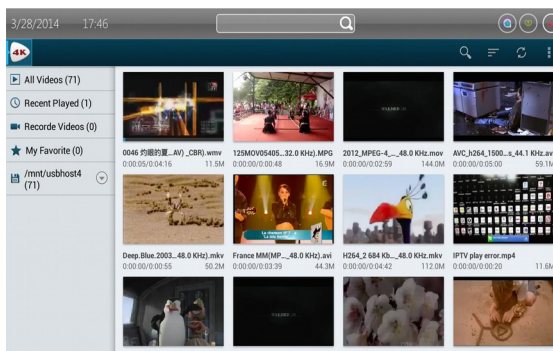 3/28/2014 17:46
4K
All Videos (71)
Recent Played (1)
Recorde Videos (0)
My Favorite (0)
/mnt/usbhost4
(71)
0046 灼眼的夏...AV) _CBR).wmv
0:00:05/0:04:16 11.5M
125MOV05405...32.0 KHz).MPG
0:00:00/0:00:48 16.9M
2012_MPEG-4_..._48.0 KHz.mov
0:00:00/0:02:59 144.0M
AVC_h264_1500...s_44.1 KHz.av
0:00:00/0:05:00 59.1M
Deep.Blue.2003...48.0 KHz).mkv
0:00:00/0:00:55 50.2M
France MM(MP..._48.0 KHz).avi
0:00:00/0:03:39 44.3M
H264_2 684 Kb..._48.0 KHz.mkv
0:00:00/0:04:42 112.0M
IPTV play error.mp4
0:00:00/0:00:20 11.6M